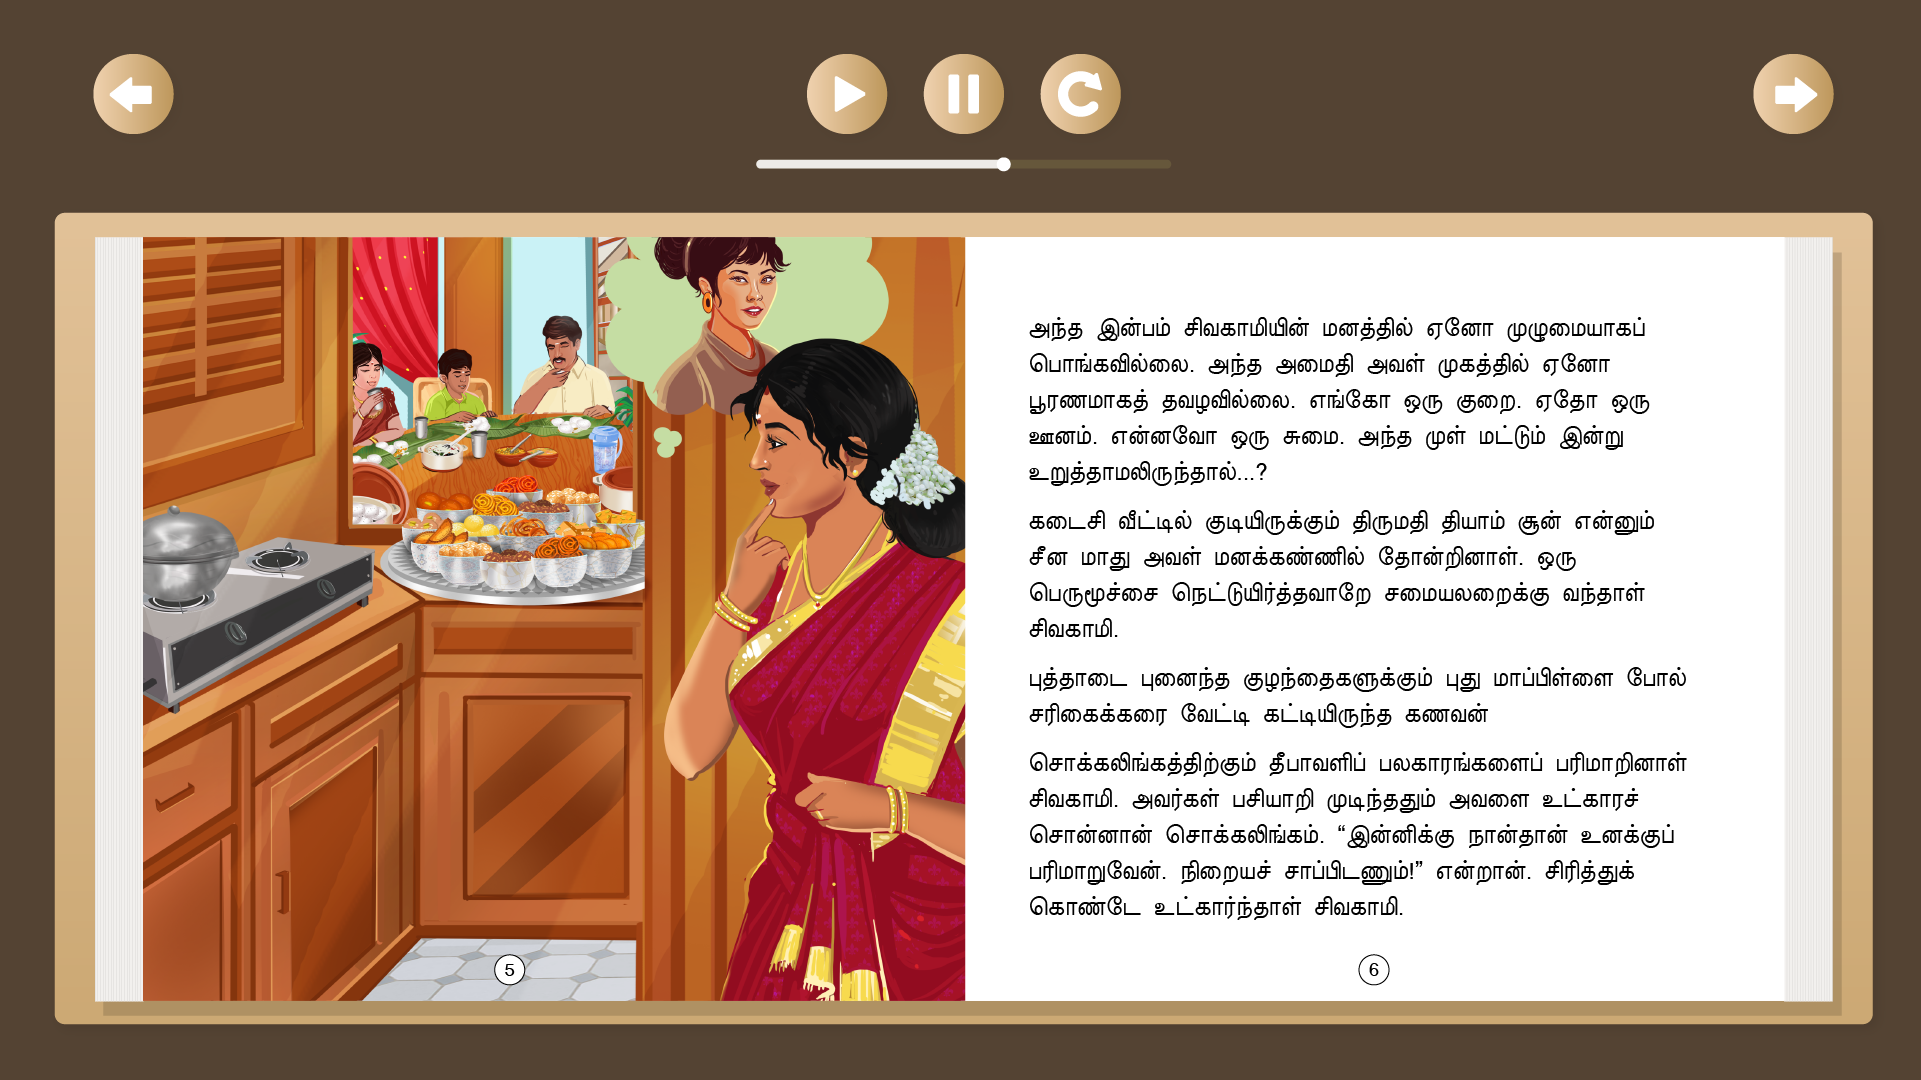 அந்த இன்பம் சிவகாமியின் மனத்தில் ஏனோ முழுமையாகப்
பொங்கவில்லை. அந்த அமைதி அவள் முகத்தில் ஏனோ
பூரணமாகத் தவழவில்லை. எங்கோ ஒரு குறை. ஏதோ ஒரு
ஊனம். என்னவோ ஒரு சுமை. அந்த முள் மட்டும் இன்று
உறுத்தாமலிருந்தால்...?
கடைசி வீட்டில் குடியிருக்கும் திருமதி தியாம் சூன் என்னும்
சீன மாது அவள் மனக்கண்ணில் தோன்றினாள். ஒரு
பெருமூச்சை நெட்டுயிர்த்தவாறே சமையலறைக்கு வந்தாள்
சிவகாமி.
புத்தாடை புனைந்த குழந்தைகளுக்கும் புது மாப்பிள்ளை போல்
சரிகைக்கரை வேட்டி கட்டியிருந்த கணவன்
சொக்கலிங்கத்திற்கும் தீபாவளிப் பலகாரங்களைப் பரிமாறினாள்
சிவகாமி. அவர்கள் பசியாறி முடிந்ததும் அவளை உட்காரச்
சொன்னான் சொக்கலிங்கம். “இன்னிக்கு நான்தான் உனக்குப்
பரிமாறுவேன். நிறையச் சாப்பிடணும்!” என்றான். சிரித்துக்
கொண்டே உட்கார்ந்தாள் சிவகாமி.
5
6